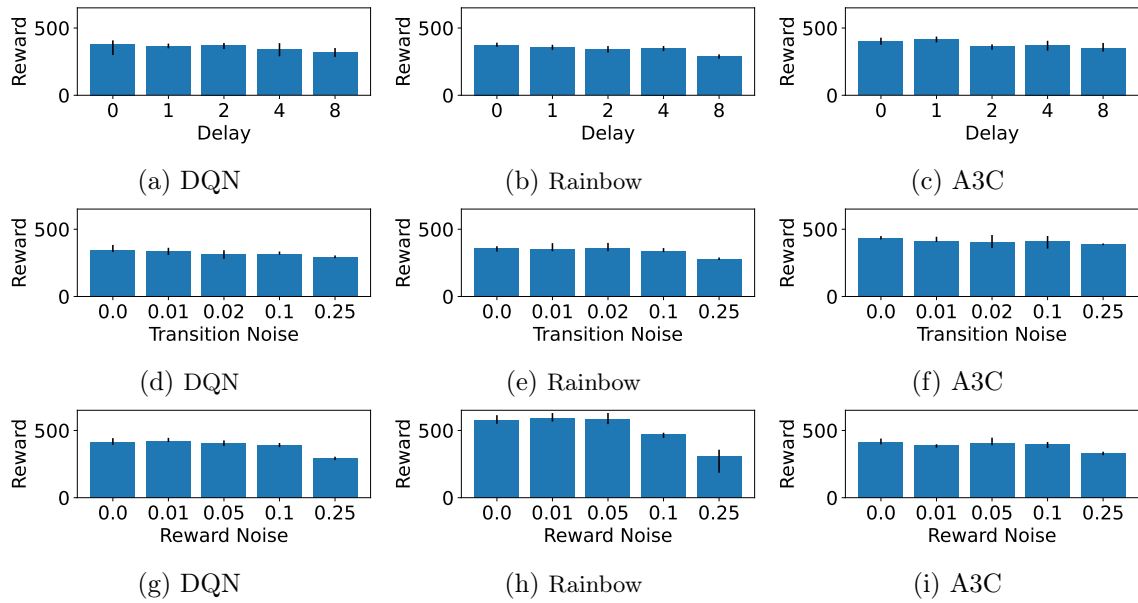 Reward
500
0
0 1 2 4 8
Delay
(a) DQN
Reward
500
0
0 1 2 4 8
Delay
(b) Rainbow
Reward
500
0
0 1 2 4 8
Delay
(c) A3C
Reward
500
0
0.0 0.01 0.02 0.1 0.25
Transition Noise
(d) DQN
Reward
500
0
0.0 0.01 0.02 0.1 0.25
Transition Noise
(e) Rainbow
Reward
500
0
0.0 0.01 0.02 0.1 0.25
Transition Noise
(f) A3C
Reward
500
0
0.0 0.01 0.05 0.1 0.25
Reward Noise
(g) DQN
Reward
500
0
0.0 0.01 0.05 0.1 0.25
Reward Noise
(h) Rainbow
Reward
500
0
0.0 0.01 0.05 0.1 0.25
Reward Noise
(i) A3C